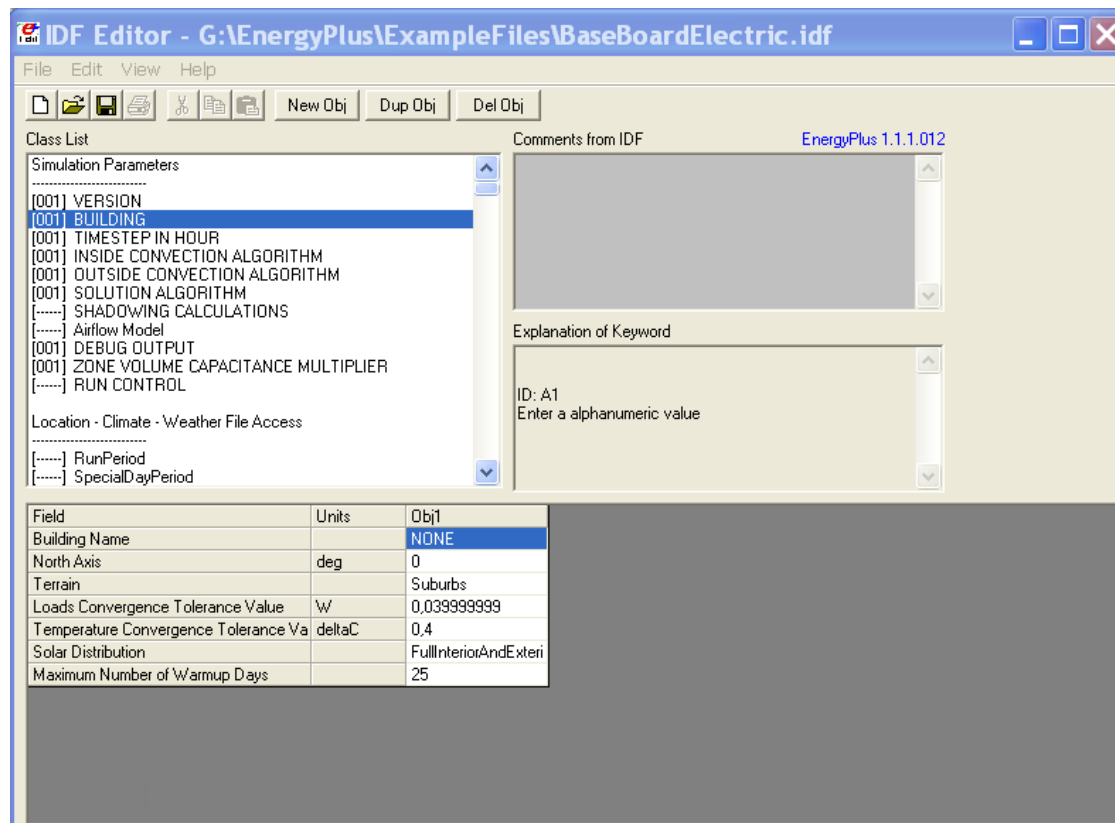 IDF Editor - G:\EnergyPlus\ExampleFiles\BaseBoardElectric.idf
File Edit View Help
New Obj Dup Obj Del Obj
Class List
Simulation Parameters
---------------------------
[001] VERSION
[001] BUILDING
[001] TIMESTEP IN HOUR
[001] INSIDE CONVECTION ALGORITHM
[001] OUTSIDE CONVECTION ALGORITHM
[001] SOLUTION ALGORITHM
[------] SHADOWING CALCULATIONS
[------] Airflow Model
[001] DEBUG OUTPUT
[001] ZONE VOLUME CAPACITANCE MULTIPLIER
[------] RUN CONTROL
Location - Climate - Weather File Access
---------------------------
[------] RunPeriod
[------] SpecialDayPeriod
Comments from IDF EnergyPlus 1.1.1.012
Explanation of Keyword
ID: A1
Enter a alphanumeric value
Field Units Obj1
Building Name NONE
North Axis deg 0
Terrain Suburbs
Loads Convergence Tolerance Value W 0,039999999
Temperature Convergence Tolerance Va deltaC 0,4
Solar Distribution FullInteriorAndExteri
Maximum Number of Warmup Days 25